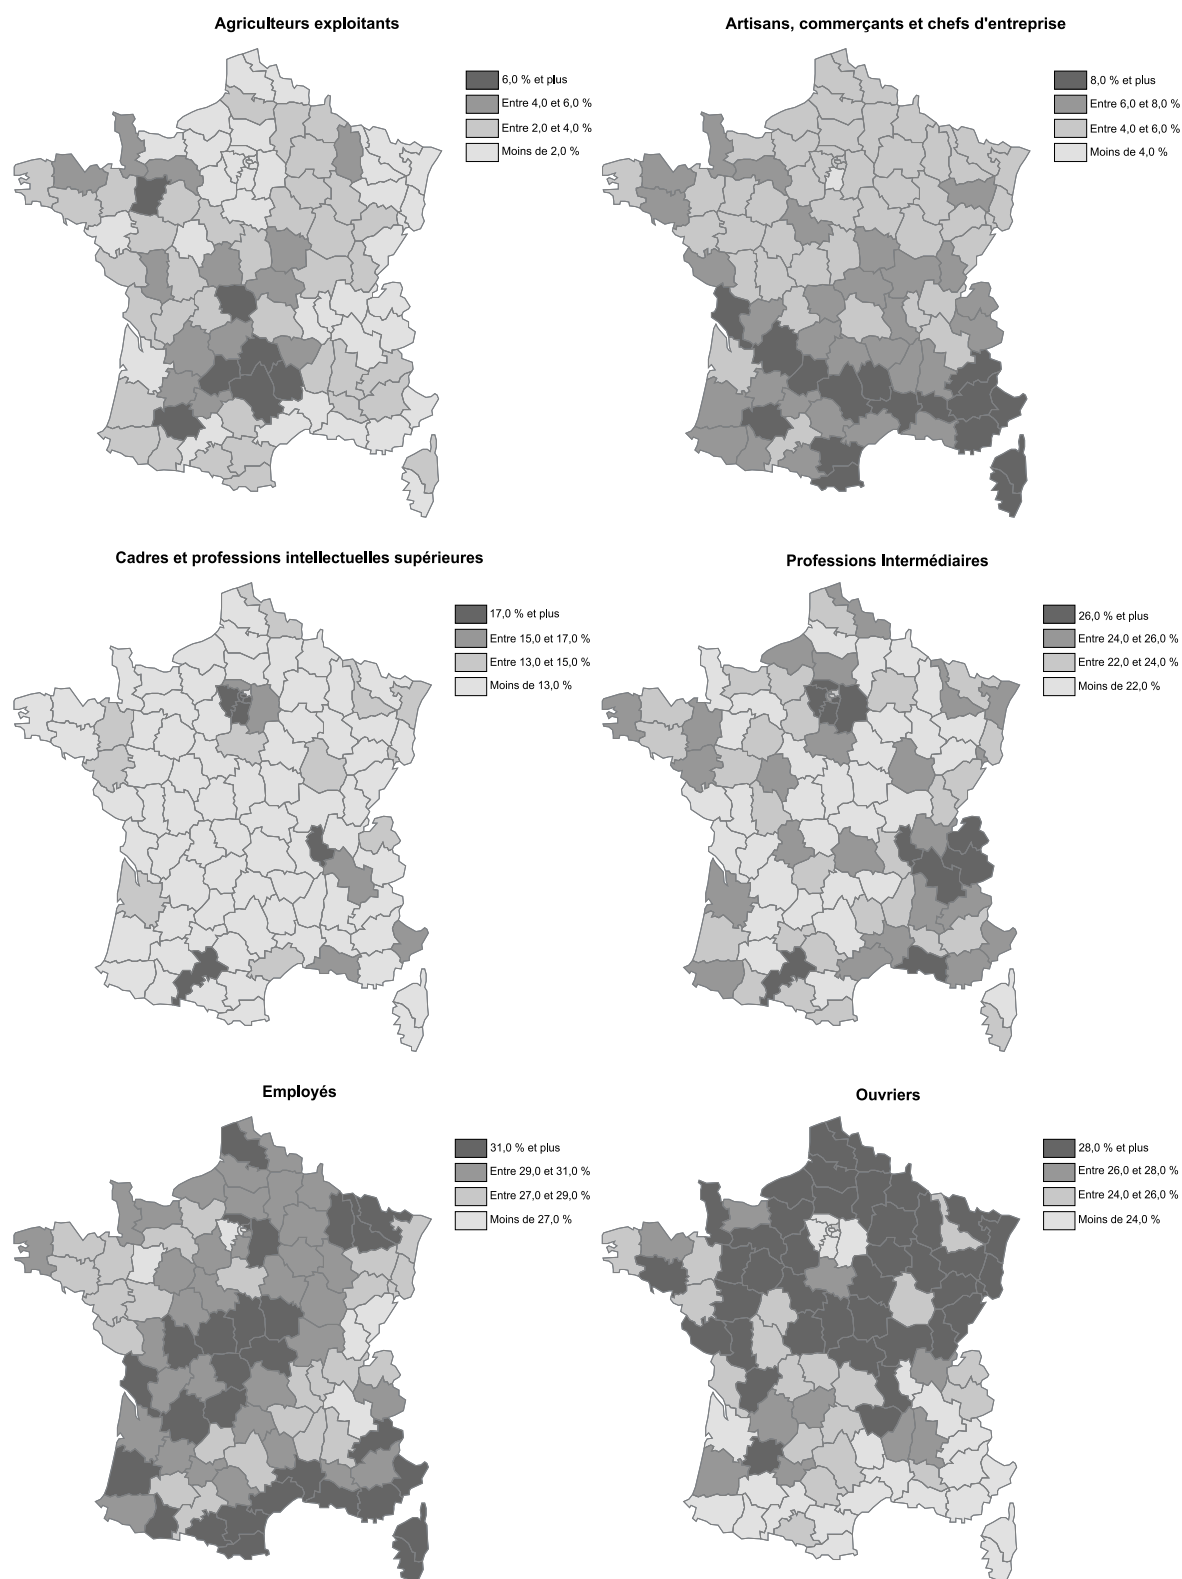 Agriculteurs exploitants
6,0 % et plus
Entre 4,0 et 6,0 %
Entre 2,0 et 4,0 %
Moins de 2,0 %
Artisans, commerçants et chefs d'entreprise
8,0 % et plus
Entre 6,0 et 8,0 %
Entre 4,0 et 6,0 %
Moins de 4,0 %
Cadres et professions intellectuelles supérieures
17,0 % et plus
Entre 15,0 et 17,0 %
Entre 13,0 et 15,0 %
Moins de 13,0 %
Professions Intermédiaires
26,0 % et plus
Entre 24,0 et 26,0 %
Entre 22,0 et 24,0 %
Moins de 22,0 %
Employés
31,0 % et plus
Entre 29,0 et 31,0 %
Entre 27,0 et 29,0 %
Moins de 27,0 %
Ouvriers
28,0 % et plus
Entre 26,0 et 28,0 %
Entre 24,0 et 26,0 %
Moins de 24,0 %